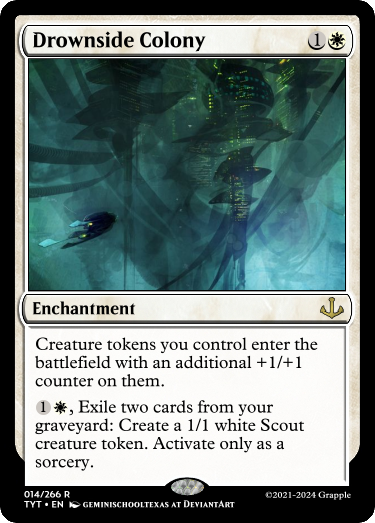 Drownside Colony 1
Enchantment
Creature tokens you control enter the
battlefield with an additional +1/+1
counter on them.
1, Exile two cards from your
graveyard: Create a 1/1 white Scout
creature token. Activate only as a
sorcery.
014/266 R
TYT • EN GEMINISCHOOLTEXAS AT DEVIANTART
©2021-2024 Grapple